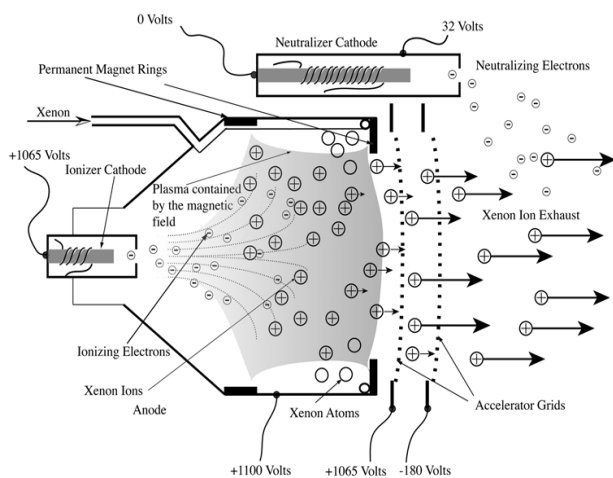 0 Volts
32 Volts
Neutralizer Cathode
Neutralizing Electrons
Permanent Magnet Rings
Xenon
+1065 Volts
Ionizer Cathode
Plasma contained
by the magnetic
field
Xenon Ion Exhaust
Ionizing Electrons
Xenon Ions
Anode
Xenon Atoms
Accelerator Grids
+1100 Volts
+1065 Volts
-180 Volts